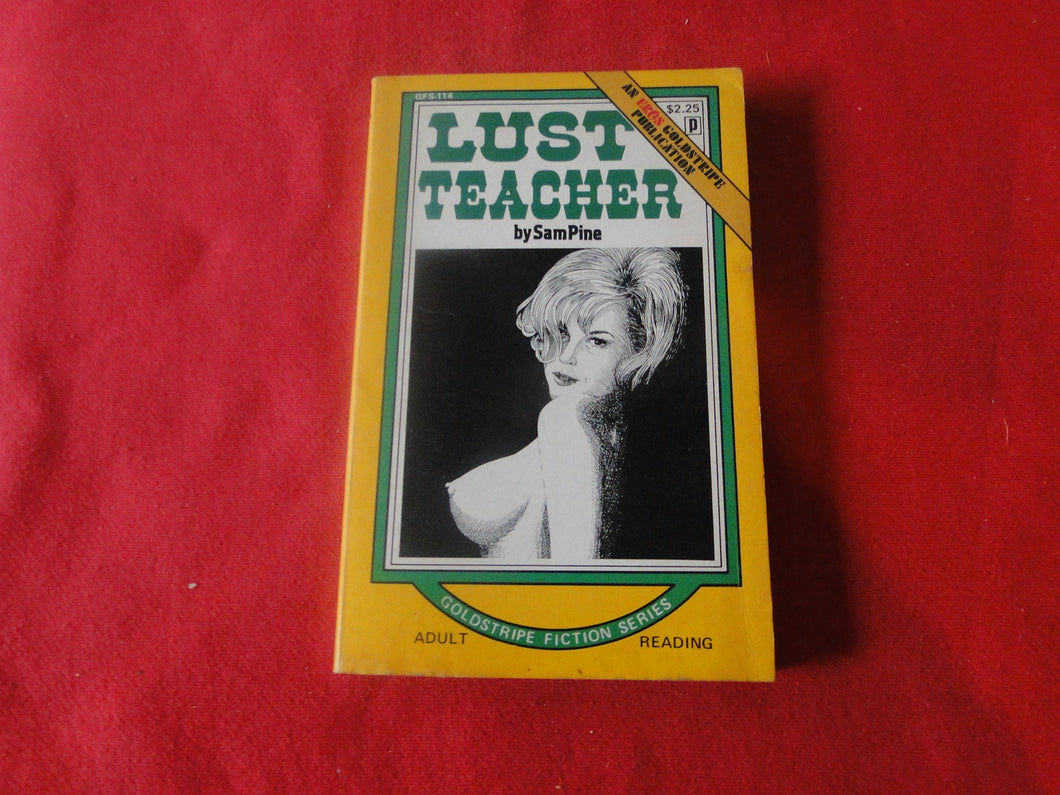 GFS-114
AN EROS GOLDSTRIPE
PUBLICATION
$2.25
p
LUST
TEACHER
by Sam Pine
GOLDSTRIPE FICTION SERIES
ADULT
READING